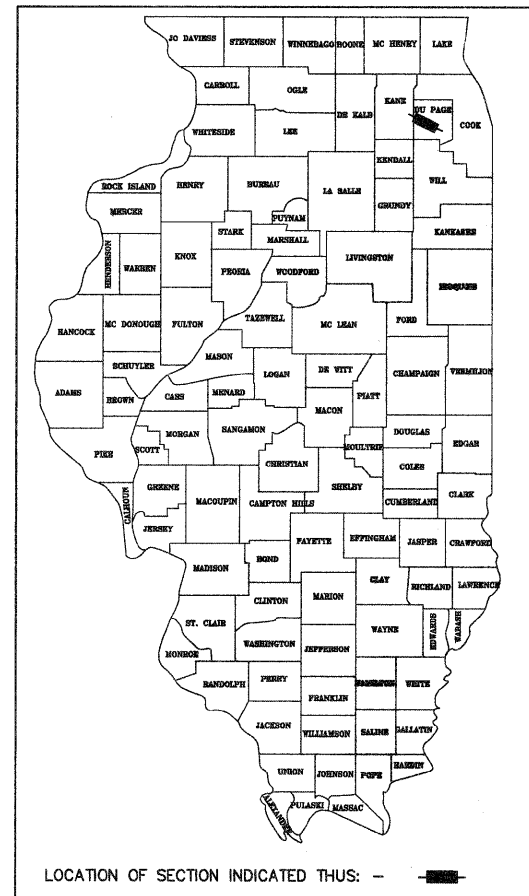 JO DAVIESS STEVENSON WINNEBAGO BOONE MC HENRY LAKE
CARROLL OGLE DE KALB KANE DU PAGE COOK
WHITESIDE LEE
KENDALL
ROCK ISLAND HENRY BUREAU LA SALLE GRUNDY WILL
MERCER PUYNAM
HENDERSON WARREN KNOX STARK MARSHALL KANKAKEE
PEORIA WOODFORD LIVINGSTON
HANCOCK MC DONOUGH FULTON TAZEWELL MC LEAN FORD
SCHUYLER MASON LOGAN DE WITT CHAMPAIGN VERMILION
ADAMS BROWN CASS MENARD MACON PIATT
MORGAN SANGAMON DOUGLAS EDGAR
PIKE SCOTT CHRISTIAN MOULTRIE COLES
CALHOUN GREENE MACOUPIN SHELBY CUMBERLAND CLARK
CAMPTON HILLS
JERSEY FAYETTE EFFINGHAM JASPER CRAWFORD
MADISON BOND CLAY RICHLAND LAWRENCE
CLINTON MARION
ST. CLAIR WAYNE EDWARDS WABASH
MONROE WASHINGTON JEFFERSON
RANDOLPH PERRY FRANKLIN WHITE
JACKSON WILLIAMSON SALINE GALLATIN
UNION JOHNSON POPE HARDIN
ALEXANDER PULASKI MASSAC
LOCATION OF SECTION INDICATED THUS: -